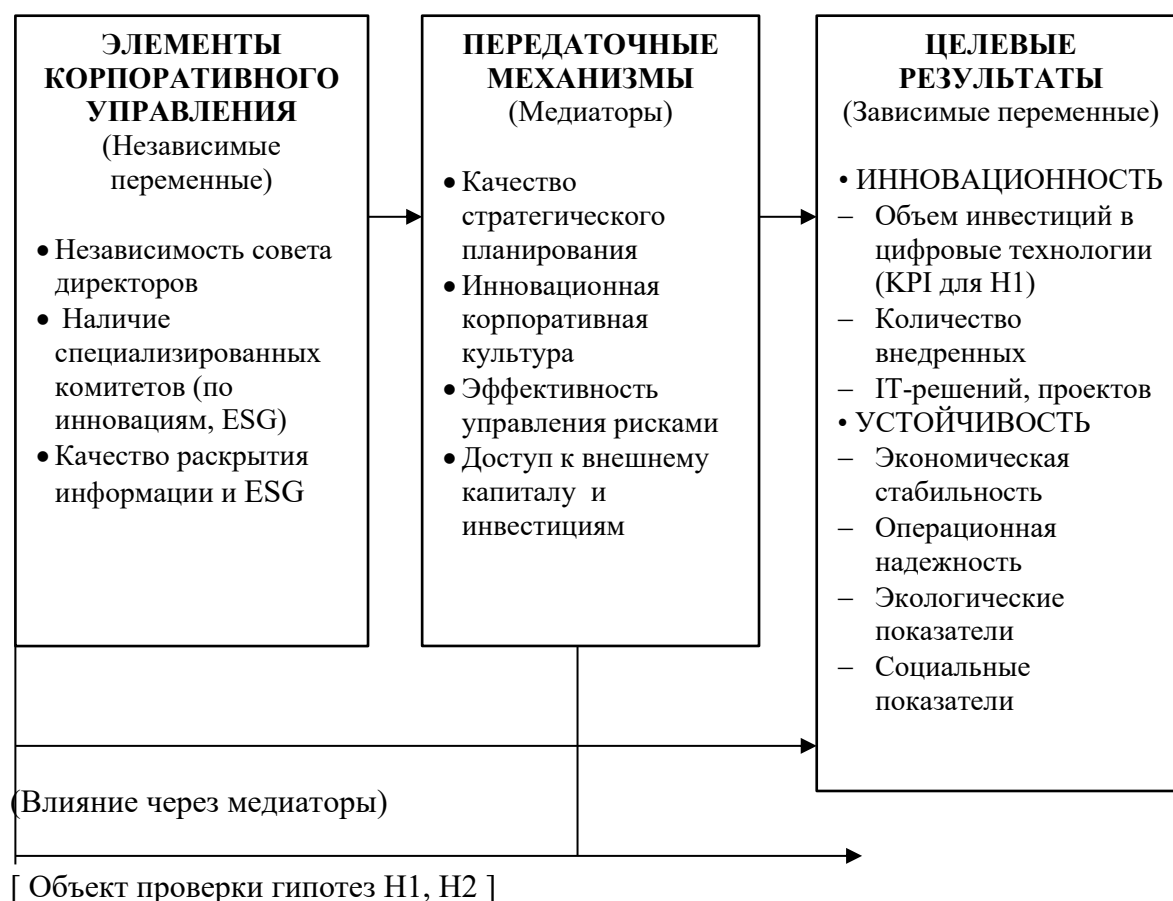 ЭЛЕМЕНТЫ
КОРПОРАТИВНОГО
УПРАВЛЕНИЯ
(Независимые
переменные)
• Независимость совета
директоров
• Наличие
специализированных
комитетов (по
инновациям, ESG)
• Качество раскрытия
информации и ESG
ПЕРЕДАТОЧНЫЕ
МЕХАНИЗМЫ
(Медиаторы)
• Качество
стратегического
планирования
• Инновационная
корпоративная
культура
• Эффективность
управления рисками
• Доступ к внешнему
капиталу и
инвестициям
ЦЕЛЕВЫЕ
РЕЗУЛЬТАТЫ
(Зависимые переменные)
• ИННОВАЦИОННОСТЬ
– Объем инвестиций в
цифровые технологии
(KPI для H1)
– Количество
внедренных
– IT-решений, проектов
• УСТОЙЧИВОСТЬ
– Экономическая
стабильность
– Операционная
надежность
– Экологические
показатели
– Социальные
показатели
(Влияние через медиаторы)
[ Объект проверки гипотез H1, H2 ]